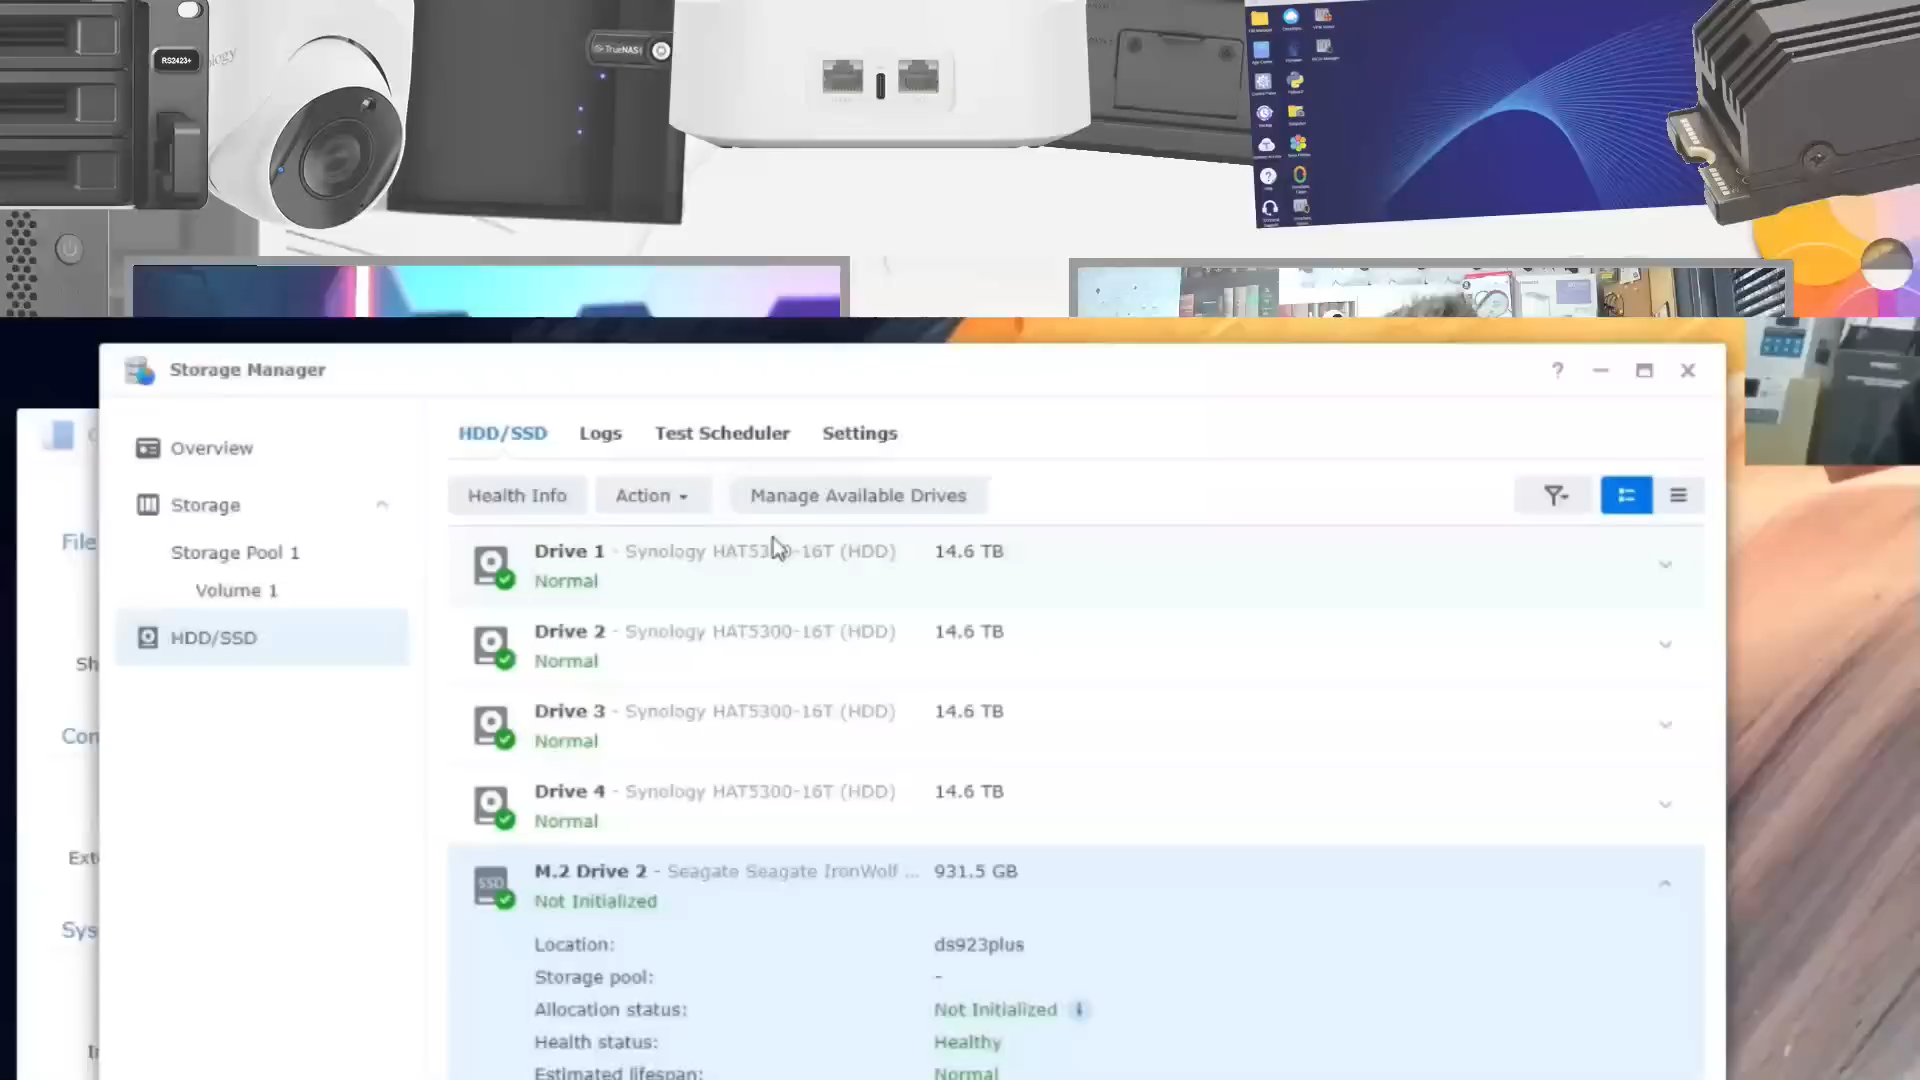 RS2423+
ology
TrueNAS
Storage Manager
?
Overview
Storage
Storage Pool 1
Volume 1
HDD/SSD
HDD/SSD Logs Test Scheduler Settings
Health Info Action Manage Available Drives
Drive 1 - Synology HAT5300-16T (HDD) 14.6 TB
Normal
Drive 2 - Synology HAT5300-16T (HDD) 14.6 TB
Normal
Drive 3 - Synology HAT5300-16T (HDD) 14.6 TB
Normal
Drive 4 - Synology HAT5300-16T (HDD) 14.6 TB
Normal
SSD
M.2 Drive 2 - Seagate Seagate IronWolf ... 931.5 GB
Not Initialized
Location: ds923plus
Storage pool: -
Allocation status: Not Initialized i
Health status: Healthy
Estimated lifespan: Normal
File
Sh
Con
Exte
Sys